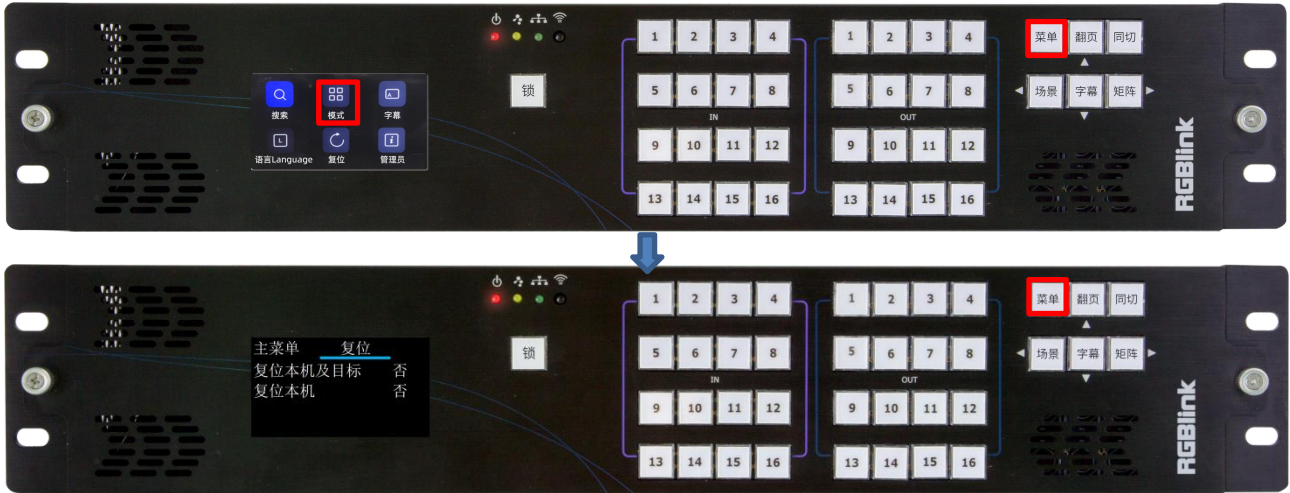 1 2 3 4
1 2 3 4
菜单 翻页 同切
搜索 模式 字幕
锁
5 6 7 8
5 6 7 8
场景 字幕 矩阵
IN
OUT
语言Language 复位 管理员
9 10 11 12
9 10 11 12
13 14 15 16
13 14 15 16
RGBlink
1 2 3 4
1 2 3 4
菜单 翻页 同切
主菜单 复位
复位本机及目标 否
复位本机 否
锁
5 6 7 8
5 6 7 8
场景 字幕 矩阵
IN
OUT
9 10 11 12
9 10 11 12
13 14 15 16
13 14 15 16
RGBlink